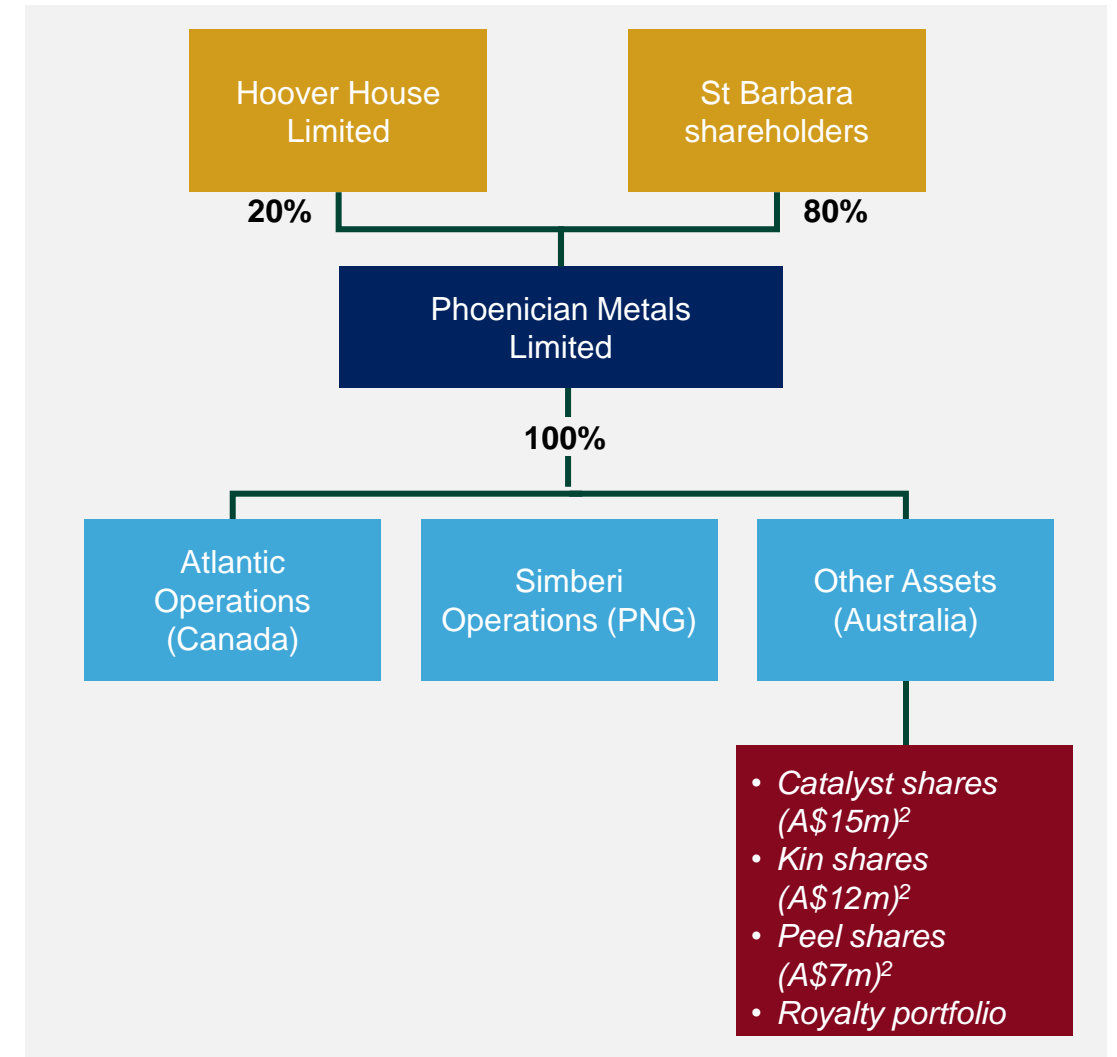 Hoover House
Limited
St Barbara
shareholders
20%
80%
Phoenician Metals
Limited
100%
Atlantic
Operations
(Canada)
Simberi
Operations (PNG)
Other Assets
(Australia)
• Catalyst shares
(A$15m)²
• Kin shares
(A$12m)²
• Peel shares
(A$7m)²
• Royalty portfolio